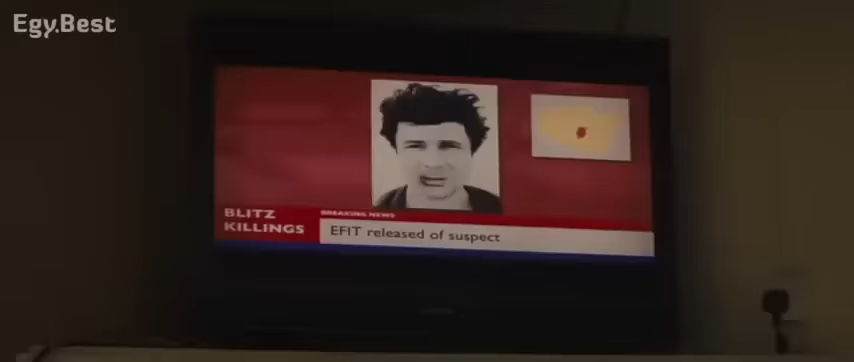 Egy.Best
BLITZ
KILLINGS
BREAKING NEWS
EFIT released of suspect